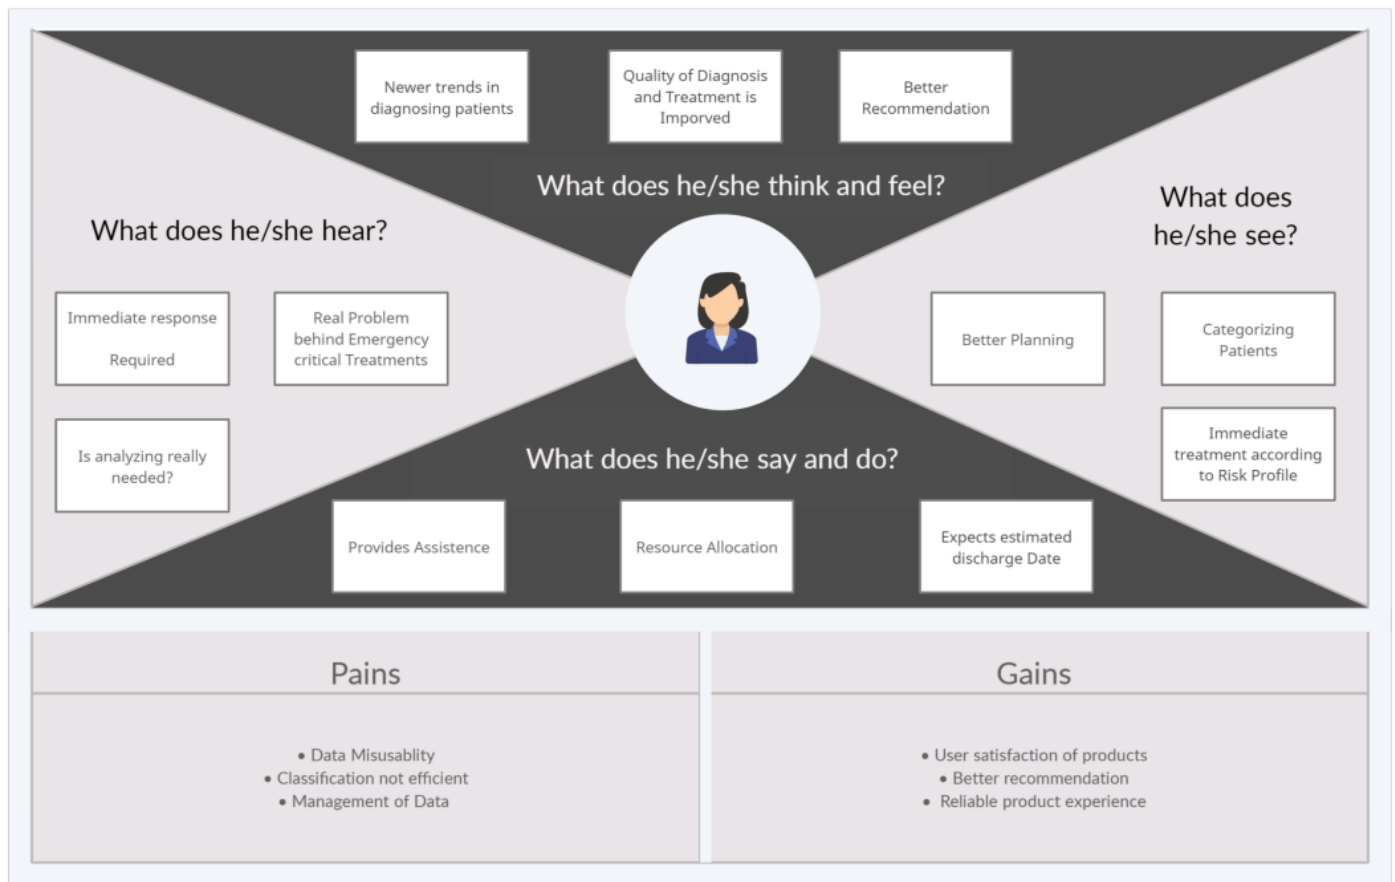 Newer trends in
diagnosing patients
Quality of Diagnosis
and Treatment is
Imporved
Better
Recommendation
What does he/she think and feel?
What does he/she hear?
Immediate response
Required
Real Problem
behind Emergency
critical Treatments
Is analyzing really
needed?
What does
he/she see?
Better Planning
Categorizing
Patients
Immediate
treatment according
to Risk Profile
What does he/she say and do?
Provides Assistence
Resource Allocation
Expects estimated
discharge Date
Pains
• Data Misusablity
• Classification not efficient
• Management of Data
Gains
• User satisfaction of products
• Better recommendation
• Reliable product experience